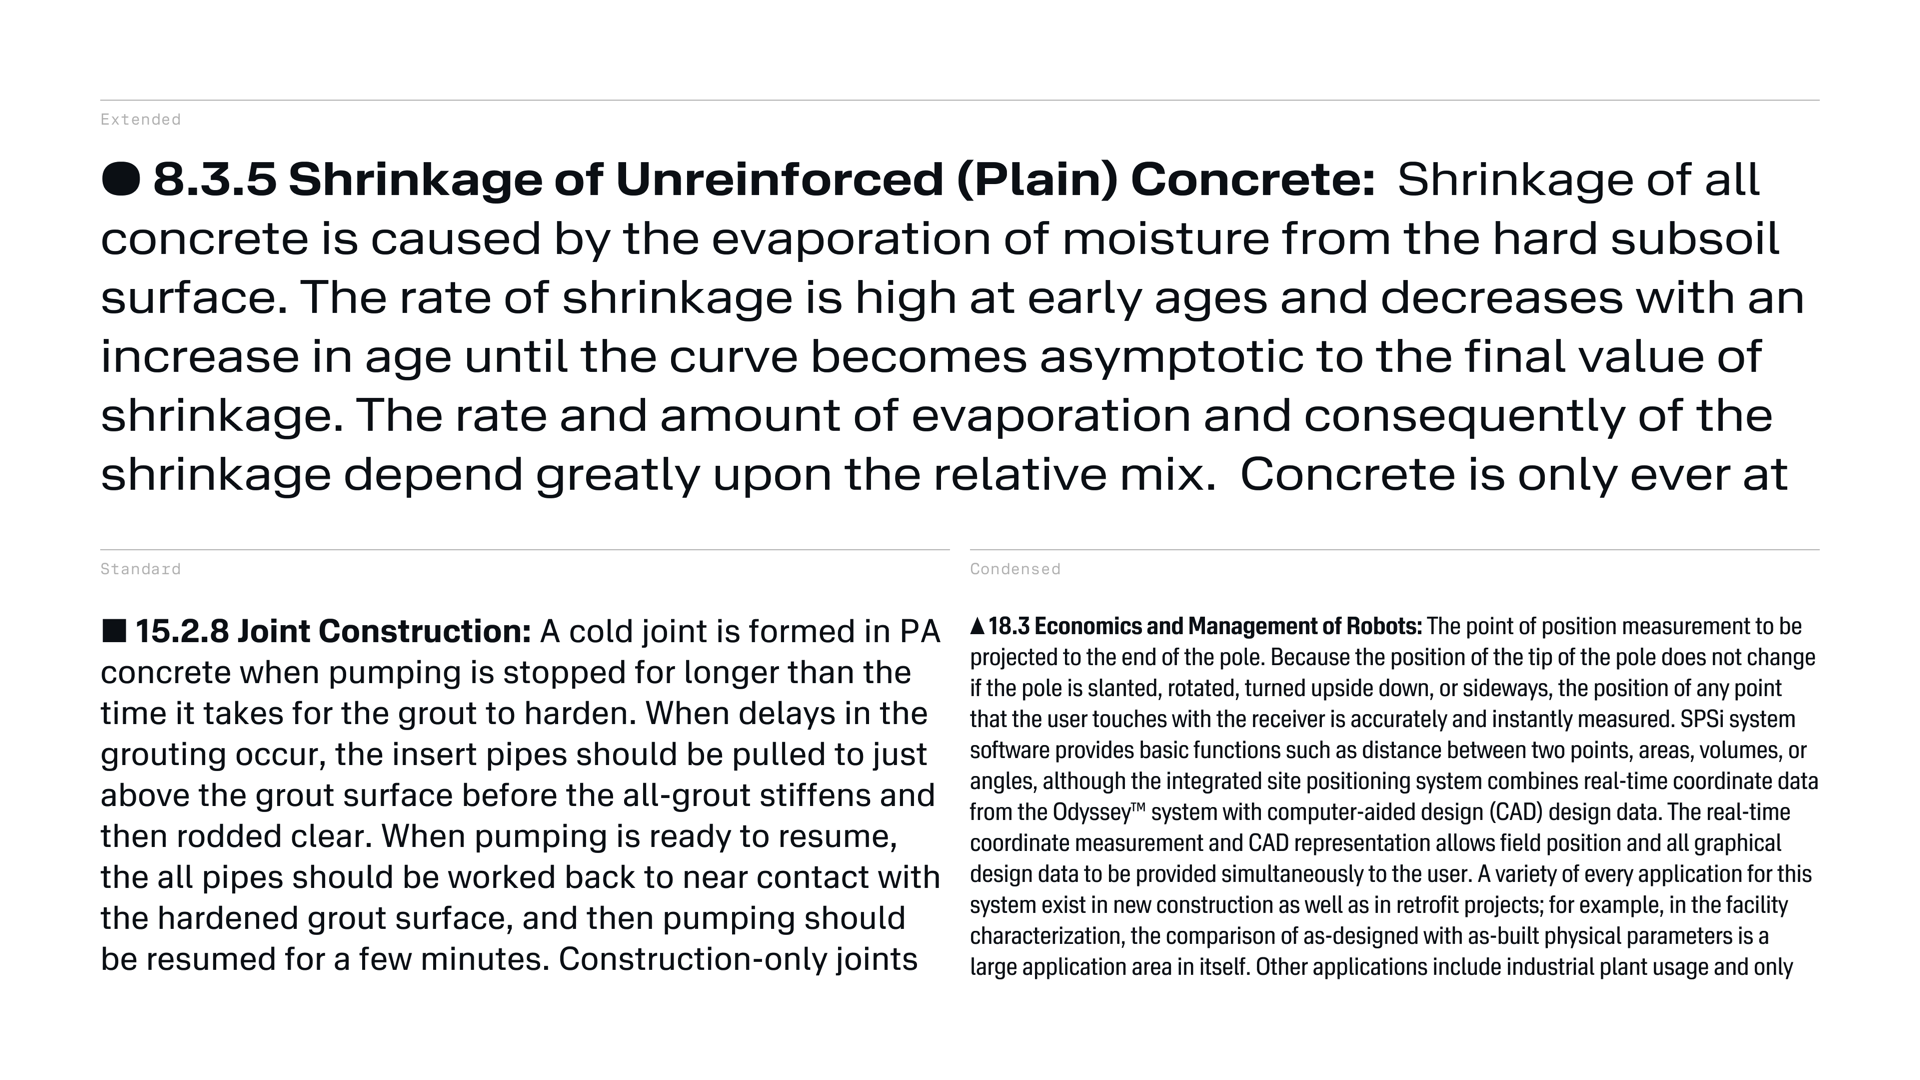 Extended
● 8.3.5 Shrinkage of Unreinforced (Plain) Concrete: Shrinkage of all
concrete is caused by the evaporation of moisture from the hard subsoil
surface. The rate of shrinkage is high at early ages and decreases with an
increase in age until the curve becomes asymptotic to the final value of
shrinkage. The rate and amount of evaporation and consequently of the
shrinkage depend greatly upon the relative mix. Concrete is only ever at
Standard
■ 15.2.8 Joint Construction: A cold joint is formed in PA
concrete when pumping is stopped for longer than the
time it takes for the grout to harden. When delays in the
grouting occur, the insert pipes should be pulled to just
above the grout surface before the all-grout stiffens and
then rodded clear. When pumping is ready to resume,
the all pipes should be worked back to near contact with
the hardened grout surface, and then pumping should
be resumed for a few minutes. Construction-only joints
Condensed
▲18.3 Economics and Management of Robots: The point of position measurement to be
projected to the end of the pole. Because the position of the tip of the pole does not change
if the pole is slanted, rotated, turned upside down, or sideways, the position of any point
that the user touches with the receiver is accurately and instantly measured. SPSi system
software provides basic functions such as distance between two points, areas, volumes, or
angles, although the integrated site positioning system combines real-time coordinate data
from the Odyssey™ system with computer-aided design (CAD) design data. The real-time
coordinate measurement and CAD representation allows field position and all graphical
design data to be provided simultaneously to the user. A variety of every application for this
system exist in new construction as well as in retrofit projects; for example, in the facility
characterization, the comparison of as-designed with as-built physical parameters is a
large application area in itself. Other applications include industrial plant usage and only